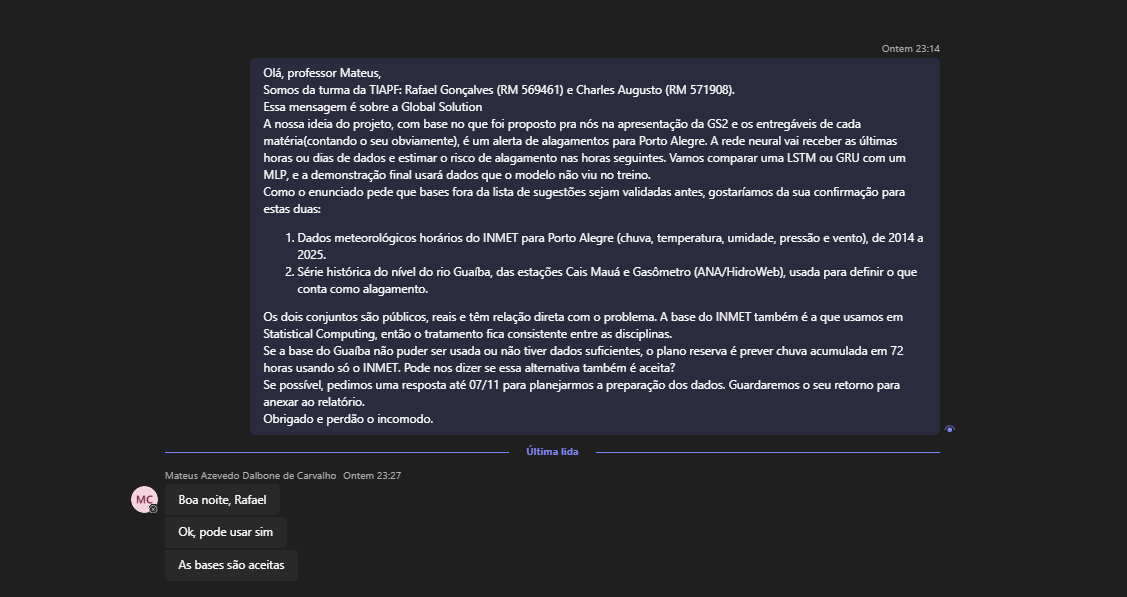 Ontem 23:14
Olá, professor Mateus,
Somos da turma da TIAPF: Rafael Gonçalves (RM 569461) e Charles Augusto (RM 571908).
Essa mensagem é sobre a Global Solution
A nossa ideia do projeto, com base no que foi proposto pra nós na apresentação da GS2 e os entregáveis de cada
matéria(contando o seu obviamente), é um alerta de alagamentos para Porto Alegre. A rede neural vai receber as últimas
horas ou dias de dados e estimar o risco de alagamento nas horas seguintes. Vamos comparar uma LSTM ou GRU com um
MLP, e a demonstração final usará dados que o modelo não viu no treino.
Como o enunciado pede que bases fora da lista de sugestões sejam validadas antes, gostaríamos da sua confirmação para
estas duas:
1. Dados meteorológicos horários do INMET para Porto Alegre (chuva, temperatura, umidade, pressão e vento), de 2014 a
2025.
2. Série histórica do nível do rio Guaíba, das estações Cais Mauá e Gasômetro (ANA/HidroWeb), usada para definir o que
conta como alagamento.
Os dois conjuntos são públicos, reais e têm relação direta com o problema. A base do INMET também é a que usamos em
Statistical Computing, então o tratamento fica consistente entre as disciplinas.
Se a base do Guaíba não puder ser usada ou não tiver dados suficientes, o plano reserva é prever chuva acumulada em 72
horas usando só o INMET. Pode nos dizer se essa alternativa também é aceita?
Se possível, pedimos uma resposta até 07/11 para planejarmos a preparação dos dados. Guardaremos o seu retorno para
anexar ao relatório.
Obrigado e perdão o incomodo.
Última lida
Mateus Azevedo Dalbone de Carvalho Ontem 23:27
MC
Boa noite, Rafael
Ok, pode usar sim
As bases são aceitas